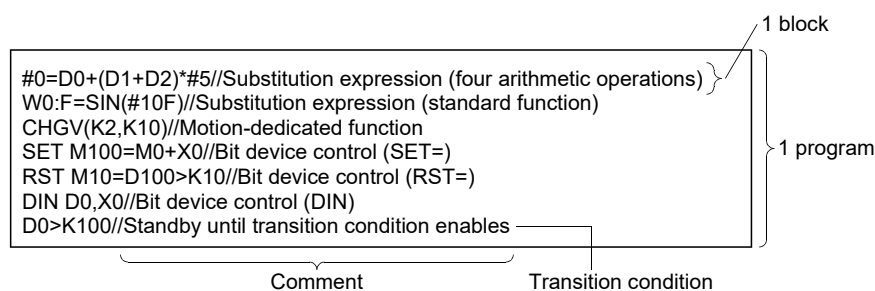 1 block
#0=D0+(D1+D2)*#5//Substitution expression (four arithmetic operations)
W0:F=SIN(#10F)//Substitution expression (standard function)
CHGV(K2,K10)//Motion-dedicated function
SET M100=M0+X0//Bit device control (SET=)
RST M10=D100>K10//Bit device control (RST=)
DIN D0,X0//Bit device control (DIN)
D0>K100//Standby until transition condition enables
1 program
Comment
Transition condition